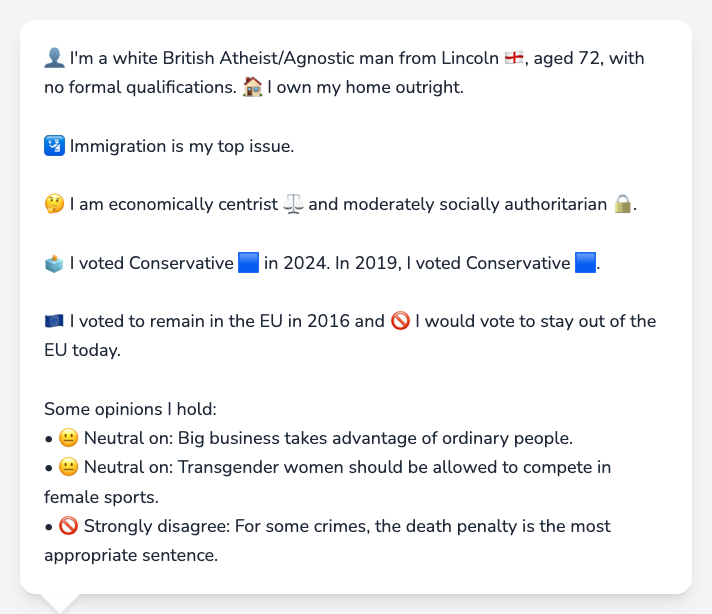 👤 I'm a white British Atheist/Agnostic man from Lincoln 🏴󠁧󠁢󠁥󠁮󠁧󠁿, aged 72, with
no formal qualifications. 🏠 I own my home outright.
🛂 Immigration is my top issue.
🤔 I am economically centrist ⚖️ and moderately socially authoritarian 🔒.
🗳️ I voted Conservative 🟦 in 2024. In 2019, I voted Conservative 🟦.
🇪🇺 I voted to remain in the EU in 2016 and 🚫 I would vote to stay out of the
EU today.
Some opinions I hold:
• 😐 Neutral on: Big business takes advantage of ordinary people.
• 😐 Neutral on: Transgender women should be allowed to compete in
female sports.
• 🚫 Strongly disagree: For some crimes, the death penalty is the most
appropriate sentence.